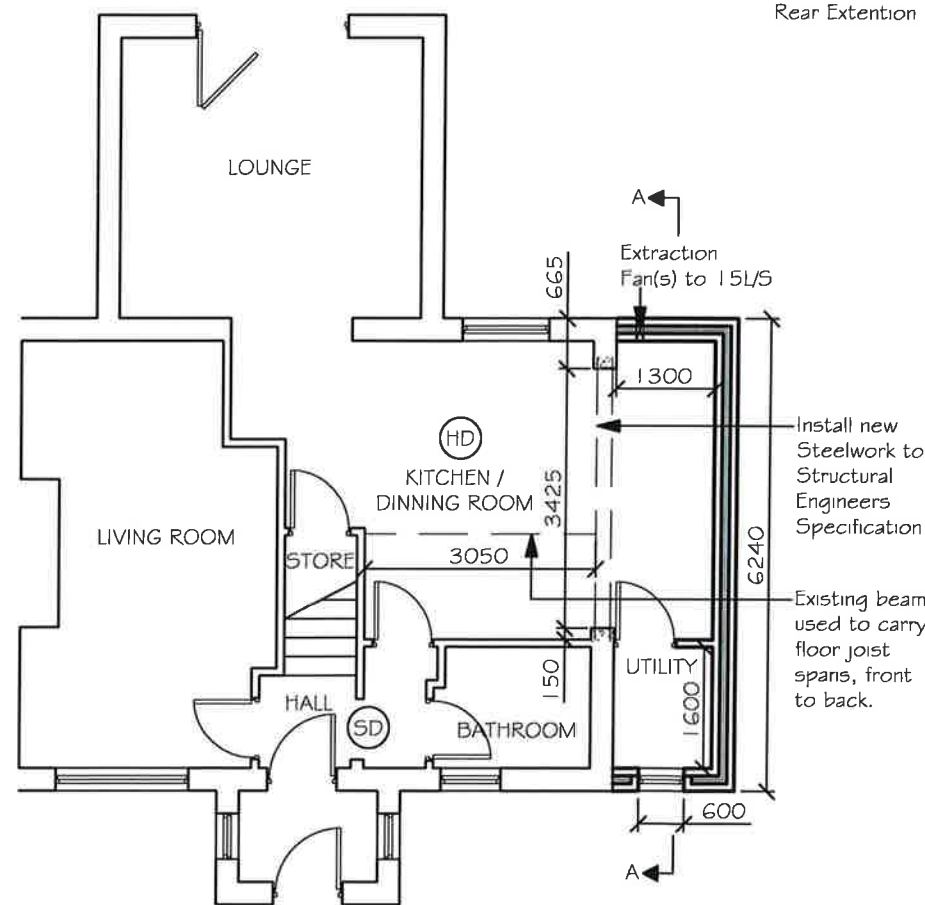 Rear Extention
LOUNGE
A
Extraction
Fan(s) to 15L/S
665
1300
HD
KITCHEN /
DINNING ROOM
Install new
Steelwork to
Structural
Engineers
Specification
3425
LIVING ROOM
STORE
3050
6240
Existing beam
used to carry
floor joist
spans, front
to back.
150
UTILITY
1600
HALL
SD
BATHROOM
600
A